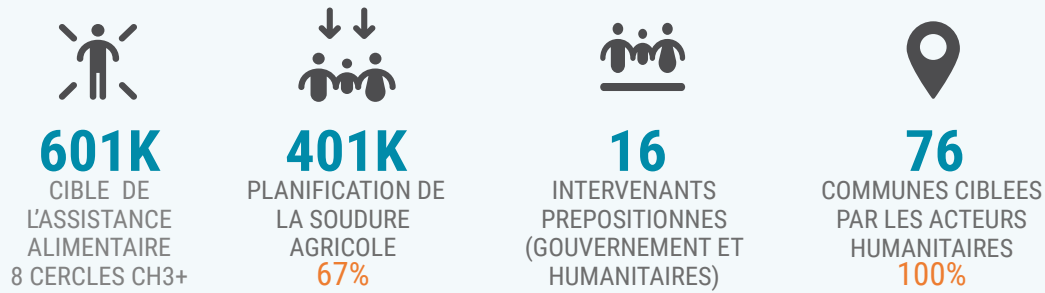 601K
CIBLE DE
L'ASSISTANCE
ALIMENTAIRE
8 CERCLES CH3+
401K
PLANIFICATION DE
LA SOUDURE
AGRICOLE
67%
16
INTERVENANTS
PREPOSITIONNES
(GOUVERNEMENT ET
HUMANITAIRES)
76
COMMUNES CIBLEES
PAR LES ACTEURS
HUMANITAIRES
100%